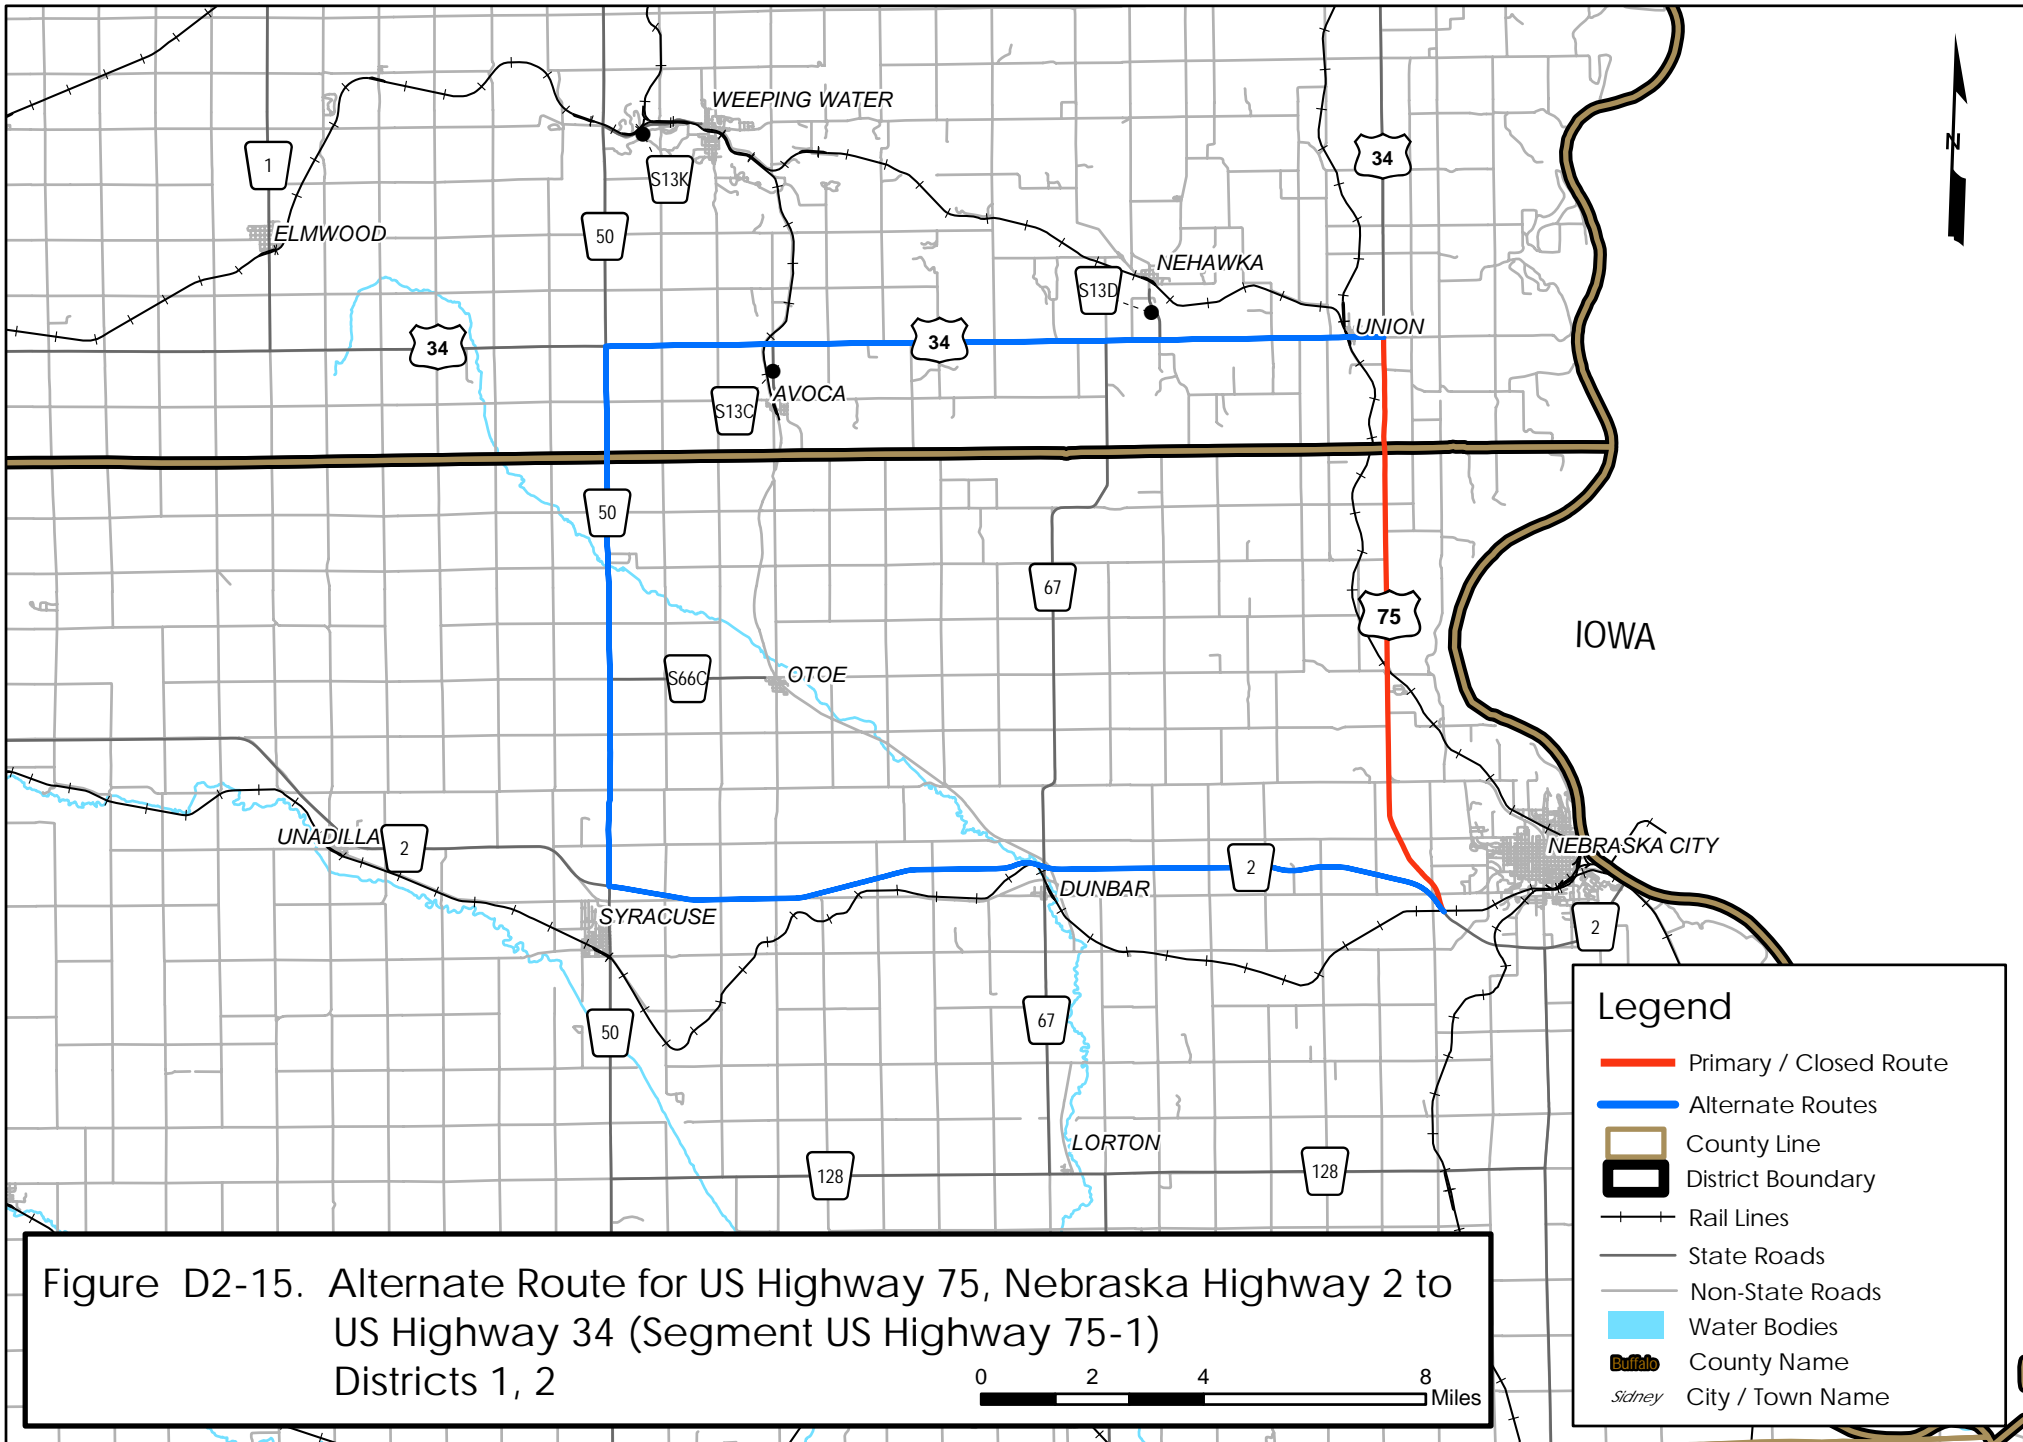 WEEPING WATER
34
N
1
S13K
ELMWOOD
50
NEHAWKA
S13D
UNION
34
34
AVOCA
S13C
50
67
75
IOWA
S66C
OTOE
UNADILLA
2
NEBRASKA CITY
2
DUNBAR
SYRACUSE
2
50
67
LORTON
128
128
Legend
Primary / Closed Route
Alternate Routes
County Line
District Boundary
Rail Lines
State Roads
Non-State Roads
Water Bodies
Buffalo County Name
Sidney City / Town Name
Figure D2-15. Alternate Route for US Highway 75, Nebraska Highway 2 to
US Highway 34 (Segment US Highway 75-1)
Districts 1, 2
0 2 4 8 Miles